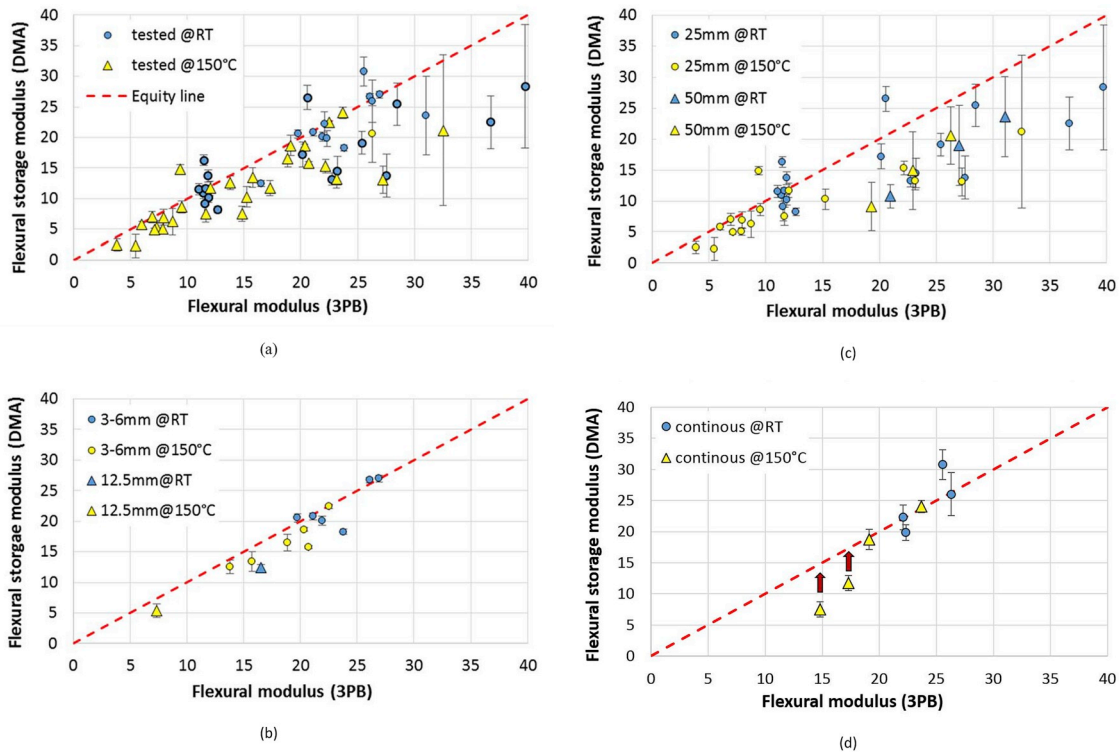 Flexural storage modulus (DMA)
40
35
30
25
20
15
10
5
0
tested @RT
tested @150°C
Equity line
0 5 10 15 20 25 30 35 40
Flexural modulus (3PB)
(a)
Flexural storgae modulus (DMA)
40
35
30
25
20
15
10
5
0
25mm @RT
25mm @150°C
50mm @RT
50mm @150°C
0 5 10 15 20 25 30 35 40
Flexural modulus (3PB)
(c)
Flexural storgae modulus (DMA)
40
35
30
25
20
15
10
5
0
3-6mm @RT
3-6mm @150°C
12.5mm @RT
12.5mm @150°C
0 5 10 15 20 25 30 35 40
Flexural modulus (3PB)
(b)
Flexural storage modulus (DMA)
40
35
30
25
20
15
10
5
0
continous @RT
continous @150°C
0 5 10 15 20 25 30 35 40
Flexural modulus (3PB)
(d)